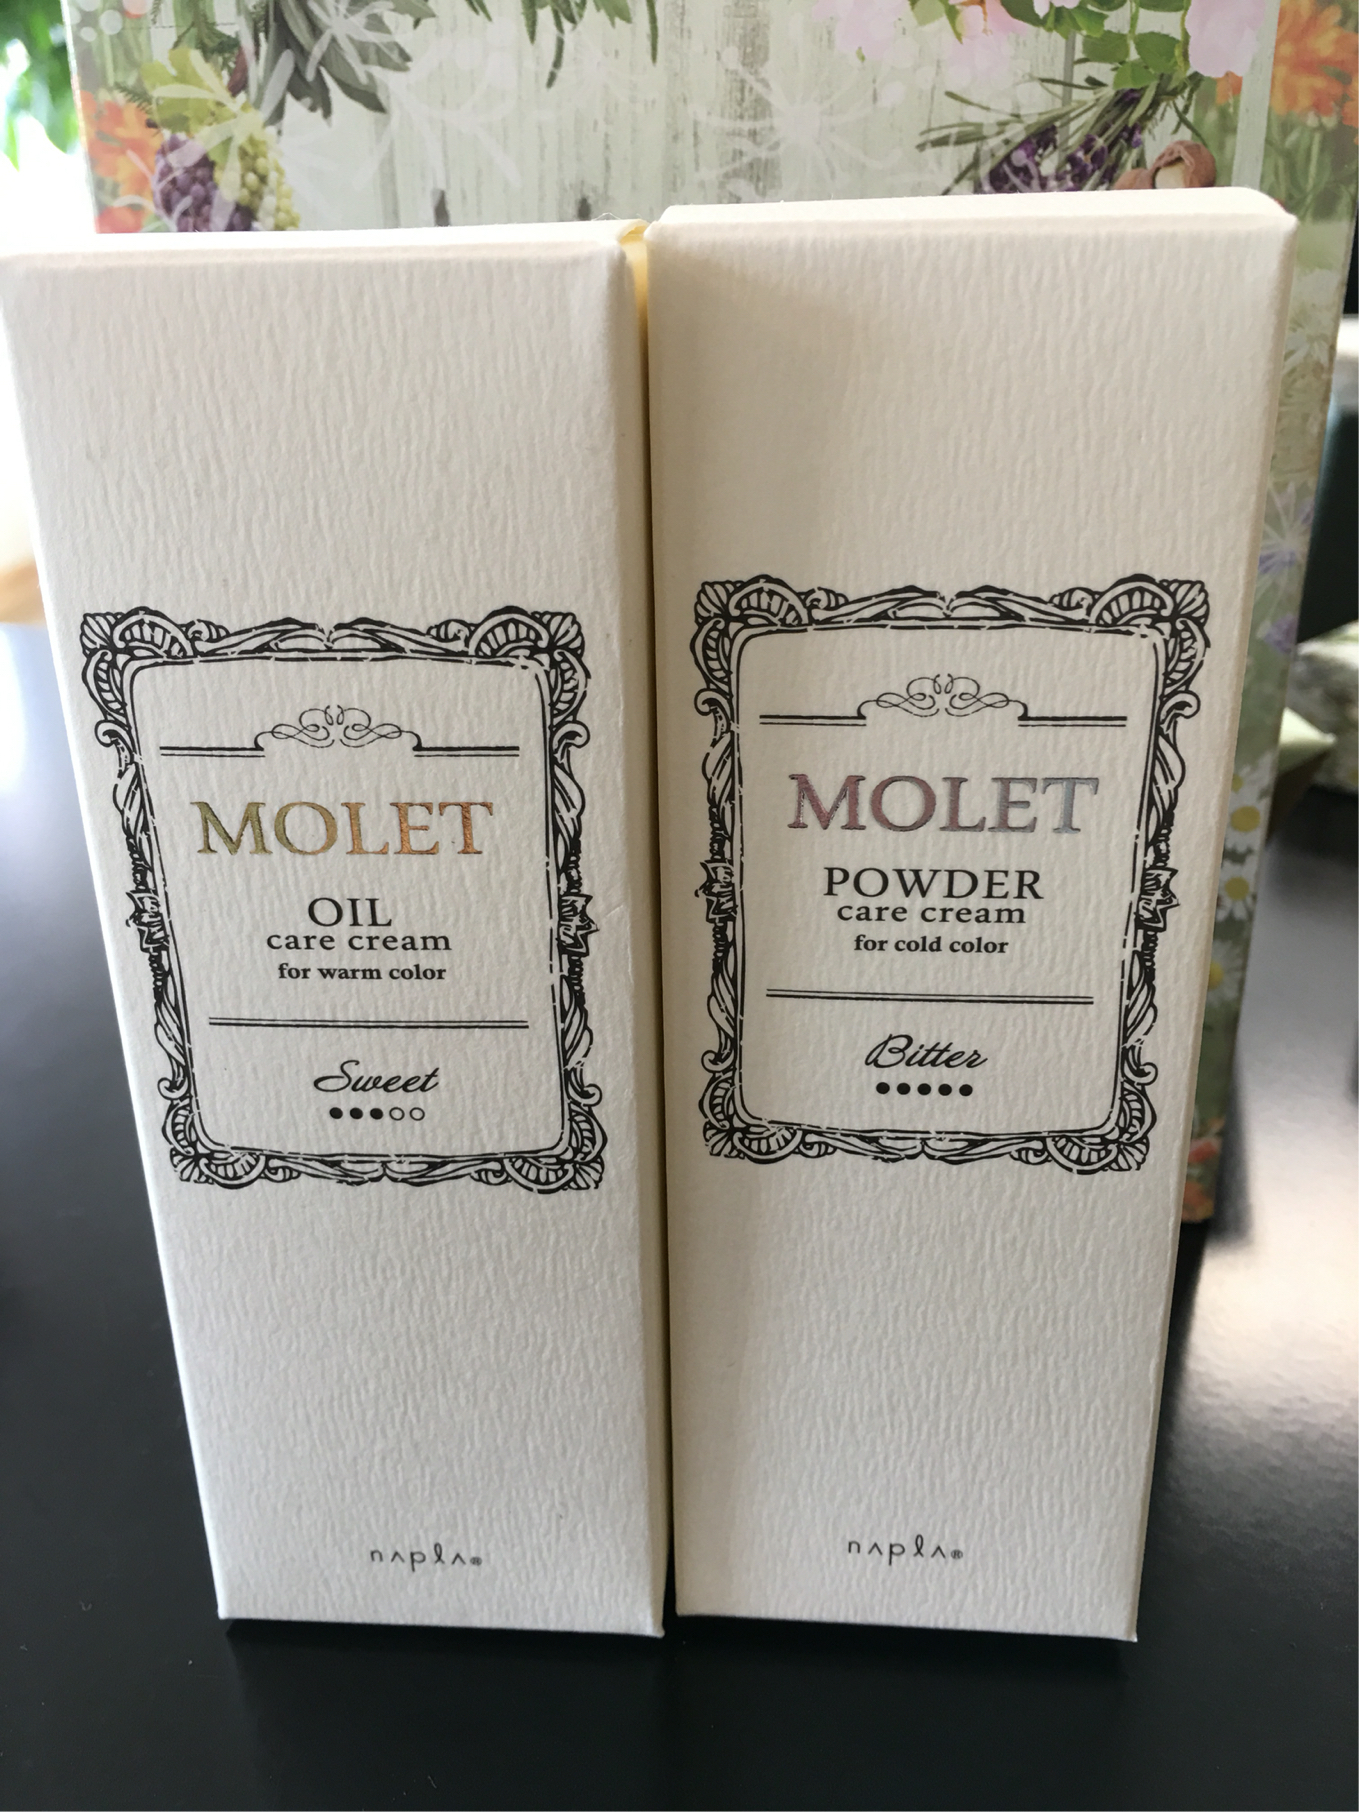 MOLET
OIL
care cream
for warm color
Sweet
●●●○○
napla®
MOLET
POWDER
care cream
for cold color
Bitter
●●●●●
napla®